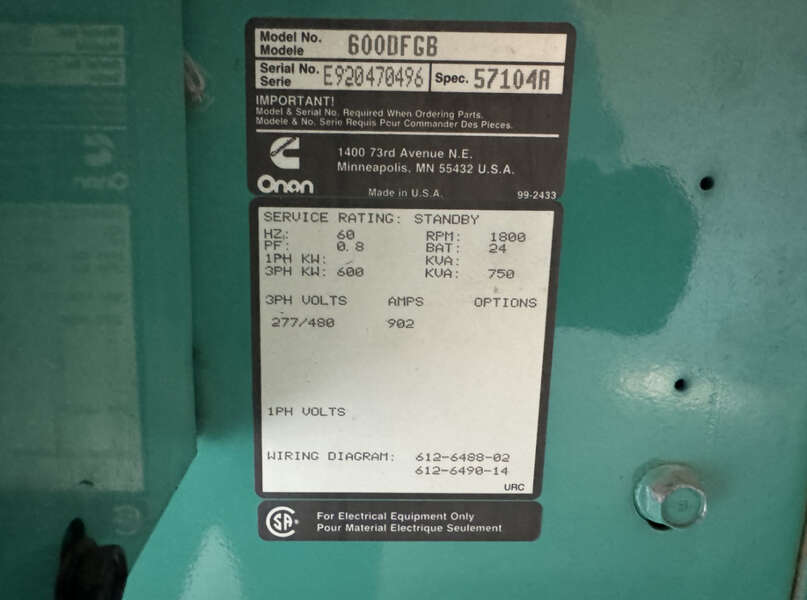 Model No. 600DFGB
Modele
Serial No. E920470496 Spec. 57104A
Serie
IMPORTANT!
Model & Serial No. Required When Ordering Parts.
Modele & No. Serie Requis Pour Commander Des Pieces.
1400 73rd Avenue N.E.
Minneapolis, MN 55432 U.S.A.
Onan
Made in U.S.A. 99-2433
SERVICE RATING: STANDBY
HZ: 60 RPM: 1800
PF: 0.8 BAT: 24
1PH KW: KVA:
3PH KW: 600 KVA: 750
3PH VOLTS AMPS OPTIONS
277/480 902
1PH VOLTS
WIRING DIAGRAM: 612-6488-02
612-6490-14
URC
SA®
For Electrical Equipment Only
Pour Material Electrique Seulement